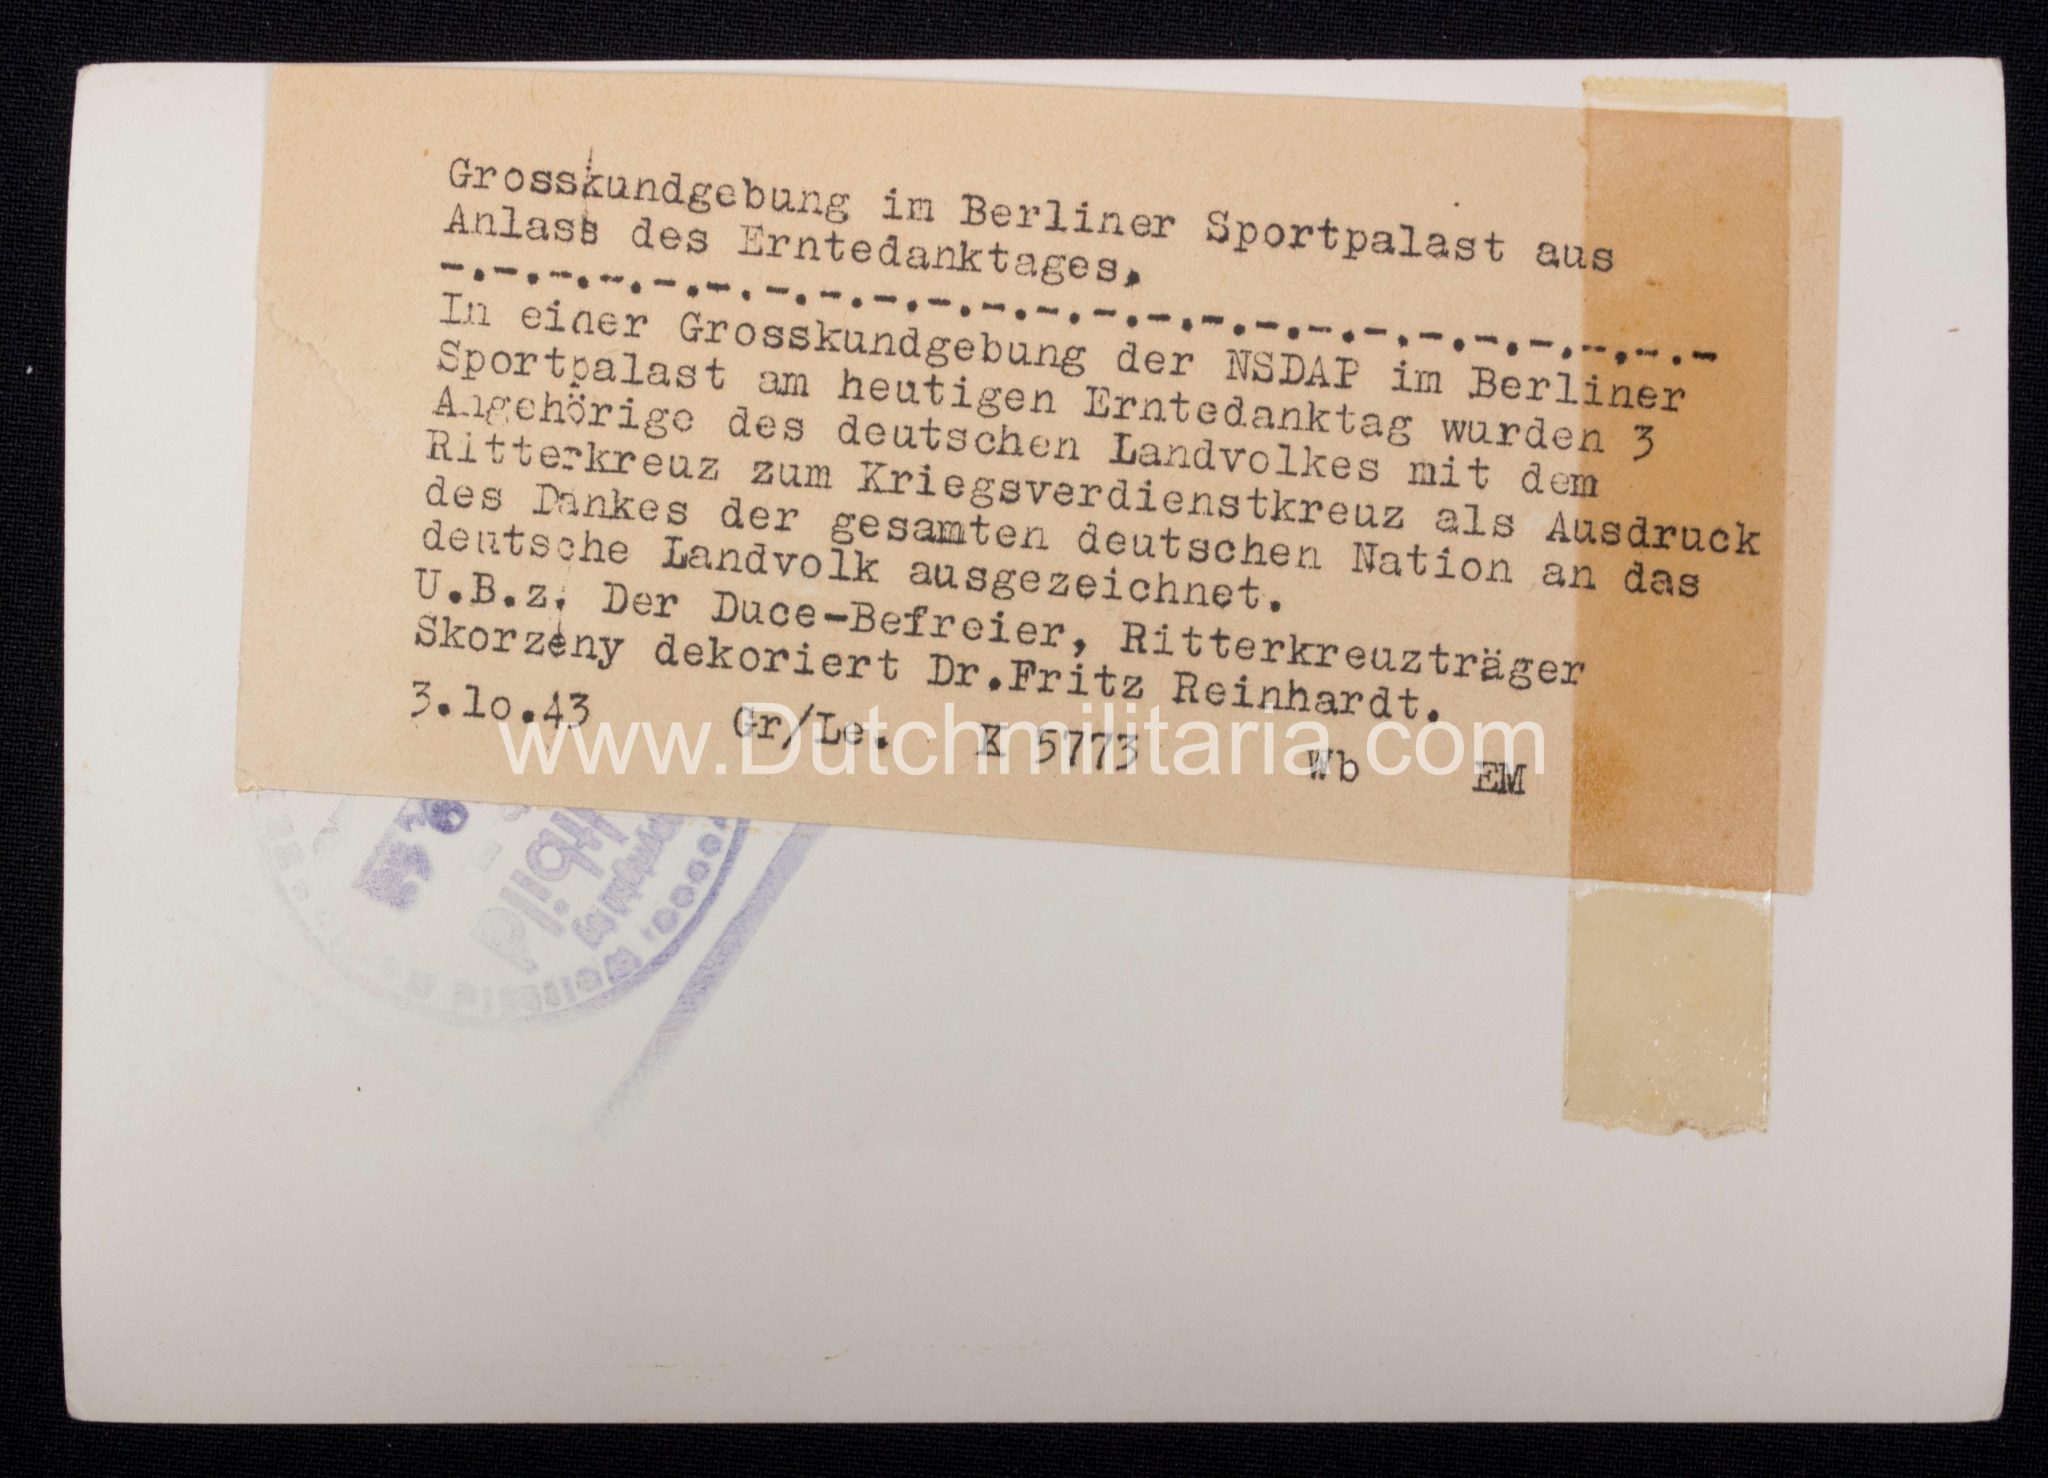 Grosskundgebung im Berliner Sportpalast aus
Anlass des Erntedanktages.
-.-.-.-.-.-.-.-.-.-.-.-.-.-.-.-.-.-.-.-.-.-.-.-
In einer Grosskundgebung der NSDAP im Berliner
Sportpalast am heutigen Erntedanktag wurden 3
Angehörige des deutschen Landvolkes mit dem
Ritterkreuz zum Kriegsverdienstkreuz als Ausdruck
des Dankes der gesamten deutschen Nation an das
deutsche Landvolk ausgezeichnet.
U.B.z. Der Duce-Befreier, Ritterkreuzträger
Skorzeny dekoriert Dr.Fritz Reinhardt.
3.1o.43 Gr/Le. X 5773 Wb EM
www.Dutchmilitaria.com